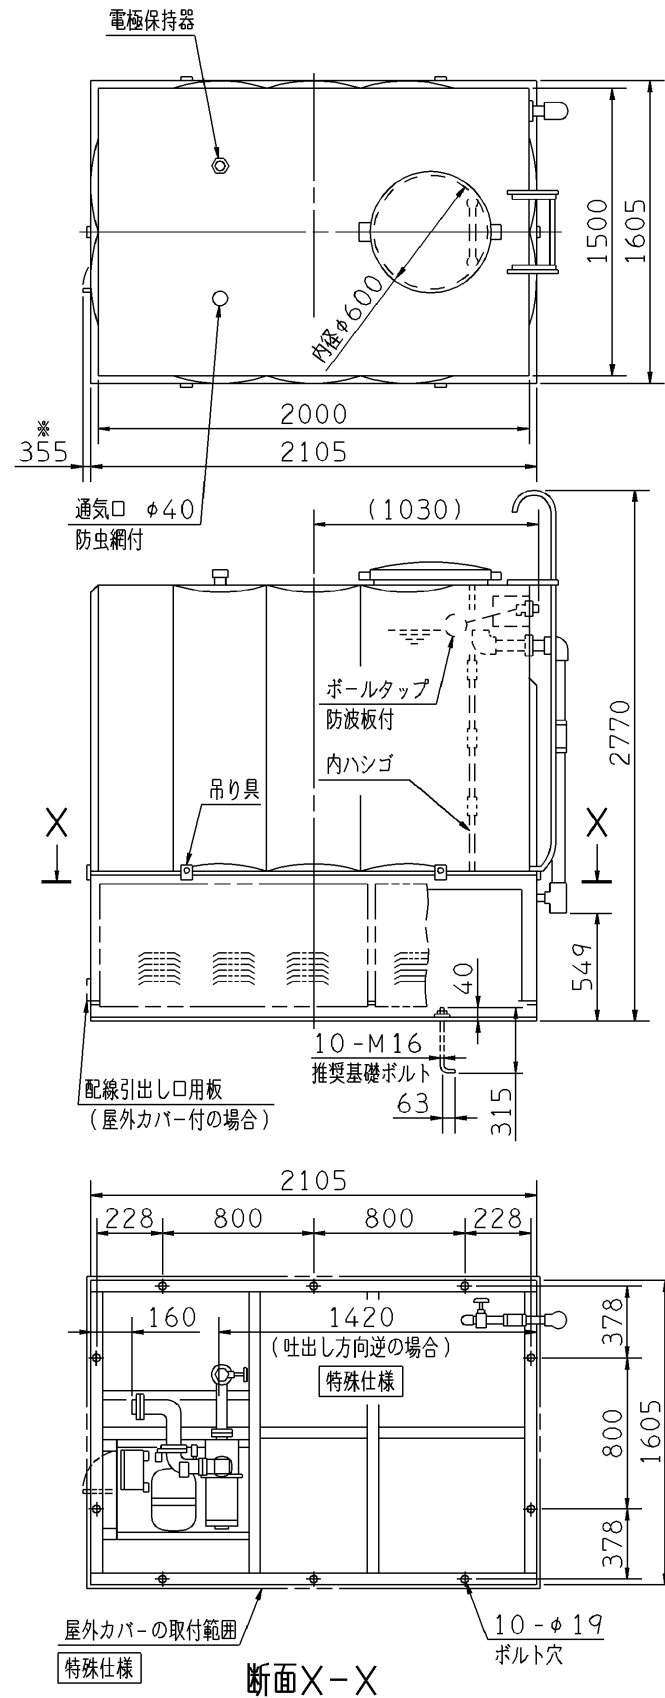 電極保持器
1500
1605
内径φ600
2000
※
355
2105
通気口 φ40
防虫網付
(1030)
ボールタップ
防波板付
2770
内ハシゴ
吊り具
X
X
549
40
10-M16
推奨基礎ボルト
63
315
配線引出し口用板
(屋外カバー付の場合)
2105
228
800
800
228
160
1420
(吐出し方向逆の場合)
特殊仕様
378
800
1605
378
屋外カバーの取付範囲
特殊仕様
10-φ19
ボルト穴
断面X-X